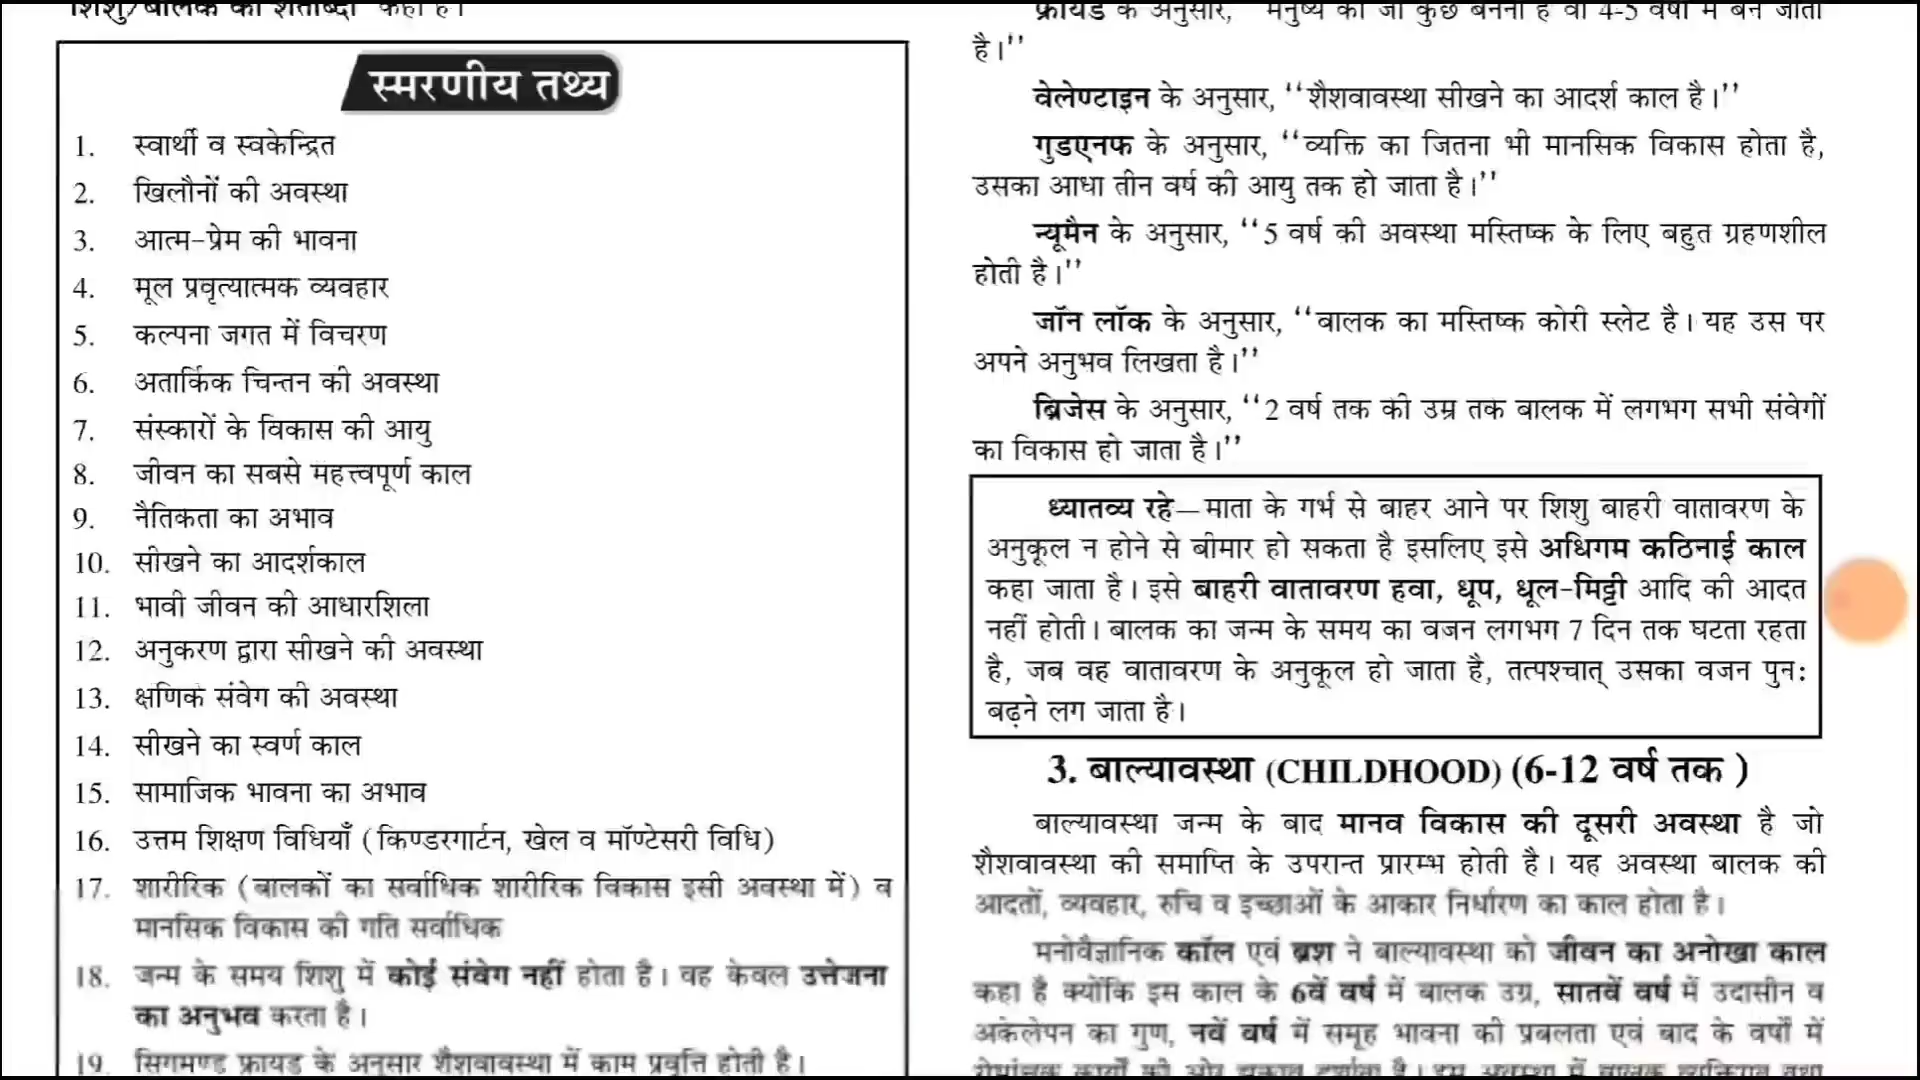 शिशु/बालक की शताब्दी कहा है।
स्मरणीय तथ्य
1. स्वार्थी व स्वकेन्द्रित
2. खिलौनों की अवस्था
3. आत्म-प्रेम की भावना
4. मूल प्रवृत्यात्मक व्यवहार
5. कल्पना जगत में विचरण
6. अतार्किक चिन्तन की अवस्था
7. संस्कारों के विकास की आयु
8. जीवन का सबसे महत्त्वपूर्ण काल
9. नैतिकता का अभाव
10. सीखने का आदर्शकाल
11. भावी जीवन की आधारशिला
12. अनुकरण द्वारा सीखने की अवस्था
13. क्षणिक संवेग की अवस्था
14. सीखने का स्वर्ण काल
15. सामाजिक भावना का अभाव
16. उत्तम शिक्षण विधियाँ (किण्डरगार्टन, खेल व मॉण्टेसरी विधि)
17. शारीरिक (बालकों का सर्वाधिक शारीरिक विकास इसी अवस्था में) व
मानसिक विकास की गति सर्वाधिक
18. जन्म के समय शिशु में कोई संवेग नहीं होता है। वह केवल उत्तेजना
का अनुभव करता है।
19. सिगमण्ड फ्रायड के अनुसार शैशवावस्था में काम प्रवृत्ति होती है।
फ्रायड के अनुसार, "मनुष्य को जो कुछ बनना है वो 4-5 वर्षों में बन जाता
है।''
वेलेण्टाइन के अनुसार, ''शैशवावस्था सीखने का आदर्श काल है।''
गुडएनफ के अनुसार, ''व्यक्ति का जितना भी मानसिक विकास होता है,
उसका आधा तीन वर्ष की आयु तक हो जाता है।''
न्यूमैन के अनुसार, ''5 वर्ष की अवस्था मस्तिष्क के लिए बहुत ग्रहणशील
होती है।''
जॉन लॉक के अनुसार, ''बालक का मस्तिष्क कोरी स्लेट है। यह उस पर
अपने अनुभव लिखता है।''
ब्रिजेस के अनुसार, ''2 वर्ष तक की उम्र तक बालक में लगभग सभी संवेगों
का विकास हो जाता है।''
ध्यातव्य रहे—माता के गर्भ से बाहर आने पर शिशु बाहरी वातावरण के
अनुकूल न होने से बीमार हो सकता है इसलिए इसे अधिगम कठिनाई काल
कहा जाता है। इसे बाहरी वातावरण हवा, धूप, धूल-मिट्टी आदि की आदत
नहीं होती। बालक का जन्म के समय का वजन लगभग 7 दिन तक घटता रहता
है, जब वह वातावरण के अनुकूल हो जाता है, तत्पश्चात् उसका वजन पुनः
बढ़ने लग जाता है।
3. बाल्यावस्था (CHILDHOOD) (6-12 वर्ष तक )
बाल्यावस्था जन्म के बाद मानव विकास की दूसरी अवस्था है जो
शैशवावस्था की समाप्ति के उपरान्त प्रारम्भ होती है। यह अवस्था बालक की
आदतों, व्यवहार, रुचि व इच्छाओं के आकार निर्धारण का काल होता है।
मनोवैज्ञानिक कॉल एवं ब्रश ने बाल्यावस्था को जीवन का अनोखा काल
कहा है क्योंकि इस काल के 6वें वर्ष में बालक उग्र, सातवें वर्ष में उदासीन व
अकेलेपन का गुण, नवें वर्ष में समूह भावना की प्रबलता एवं बाद के वर्षों में